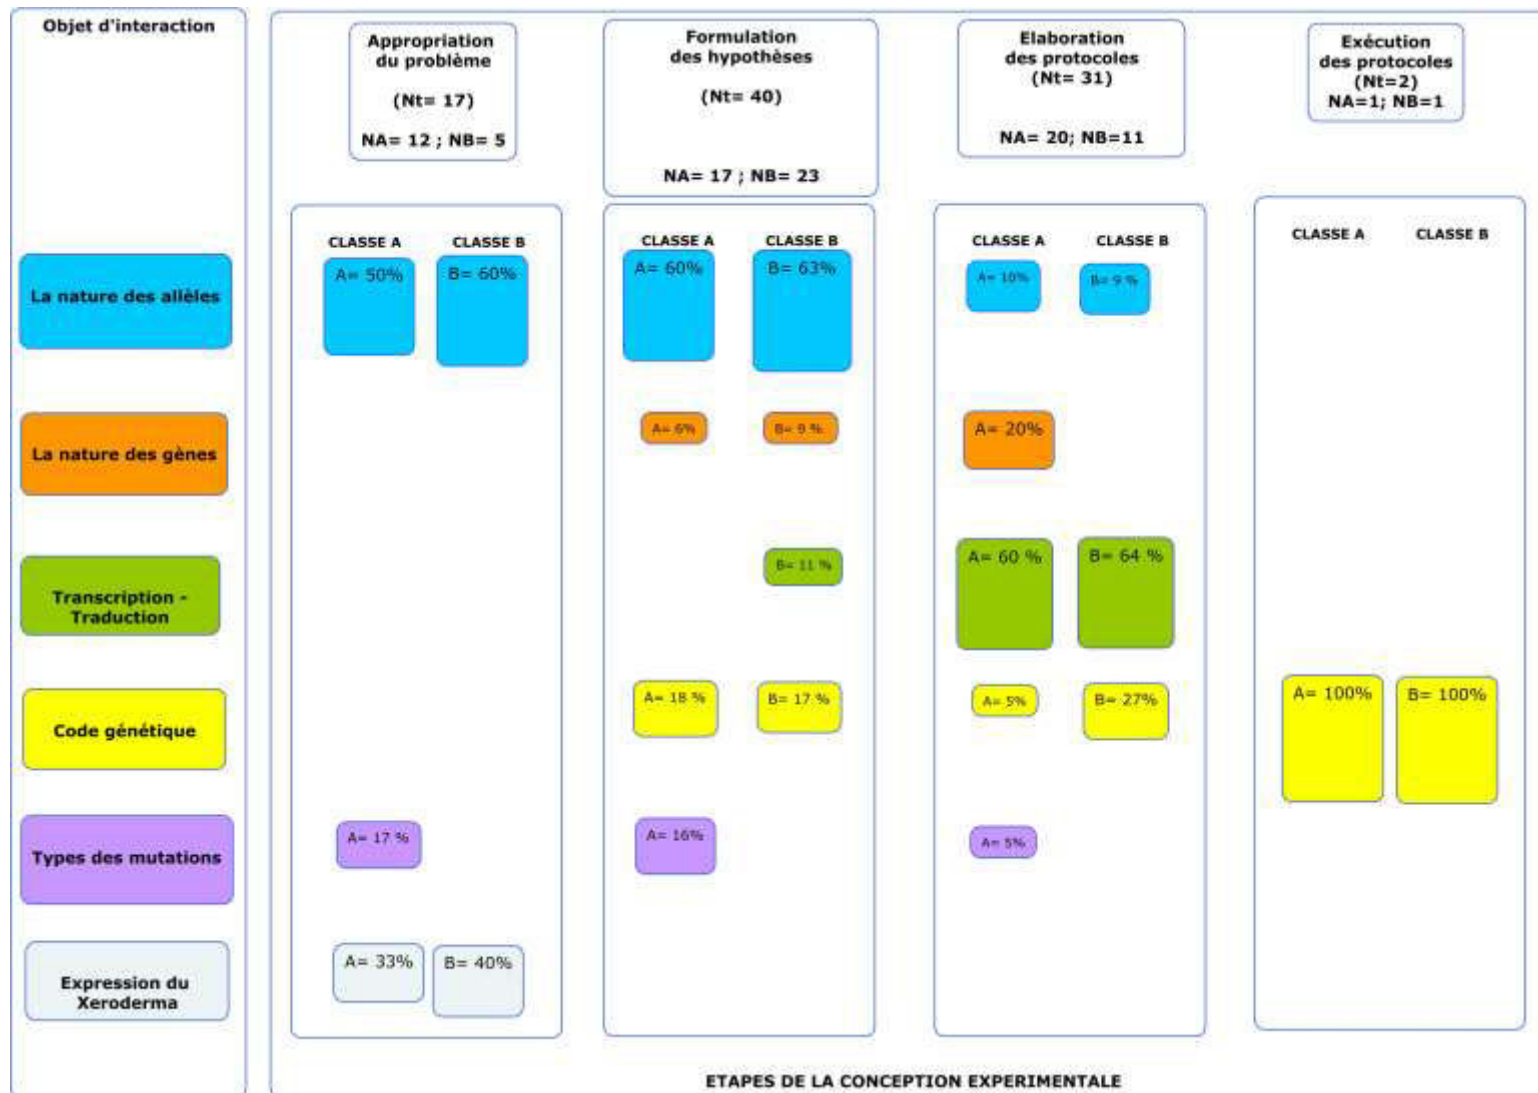 Objet d'interaction
Appropriation
du problème
(Nt= 17)
NA= 12 ; NB= 5
Formulation
des hypothèses
(Nt= 40)
NA= 17 ; NB= 23
Elaboration
des protocoles
(Nt= 31)
NA= 20; NB=11
Exécution
des protocoles
(Nt=2)
NA=1; NB=1
CLASSE A CLASSE B
CLASSE A CLASSE B
CLASSE A CLASSE B
CLASSE A CLASSE B
La nature des allèles
A= 50% B= 60%
A= 60% B= 63%
A= 10% B= 9 %
La nature des gènes
A= 6% B= 9 %
A= 20%
Transcription -
Traduction
B= 11 %
A= 60 % B= 64 %
Code génétique
A= 18 % B= 17 %
A= 5% B= 27%
A= 100% B= 100%
Types des mutations
A= 17 %
A= 16%
A= 5%
Expression du
Xeroderma
A= 33% B= 40%
ETAPES DE LA CONCEPTION EXPERIMENTALE